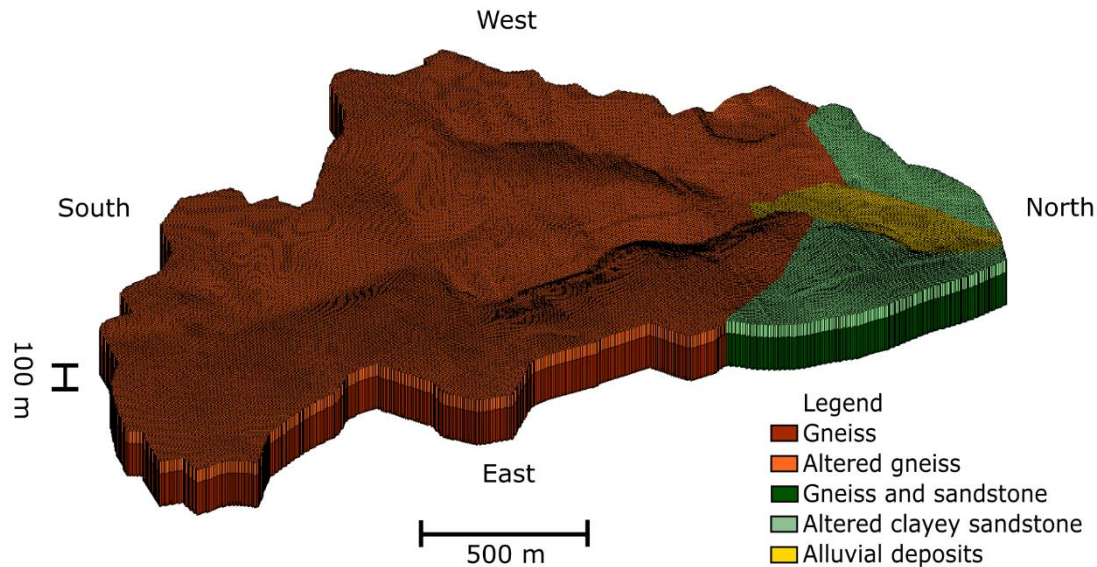 West
South
North
100 m
East
500 m
Legend
Gneiss
Altered gneiss
Gneiss and sandstone
Altered clayey sandstone
Alluvial deposits